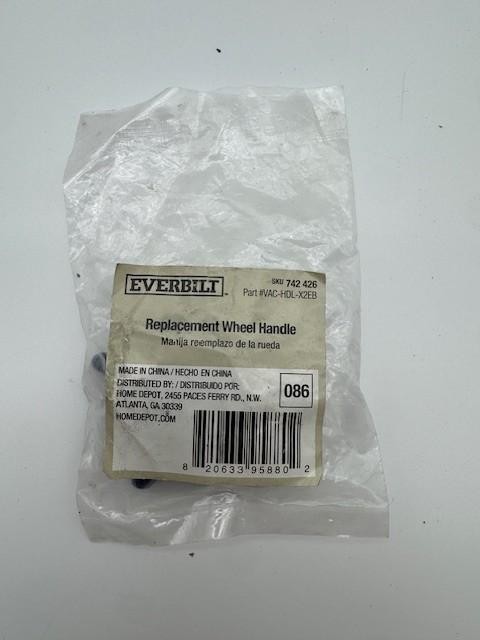 EVERBILT
SKU 742 426
Part #VAC-HDL-X2EB
Replacement Wheel Handle
Manija reemplazo de la rueda
MADE IN CHINA / HECHO EN CHINA
DISTRIBUTED BY: / DISTRIBUIDO POR:
HOME DEPOT, 2455 PACES FERRY RD., N.W.
ATLANTA, GA 30339
HOMEDEPOT.COM
086
8 20633 95880 2